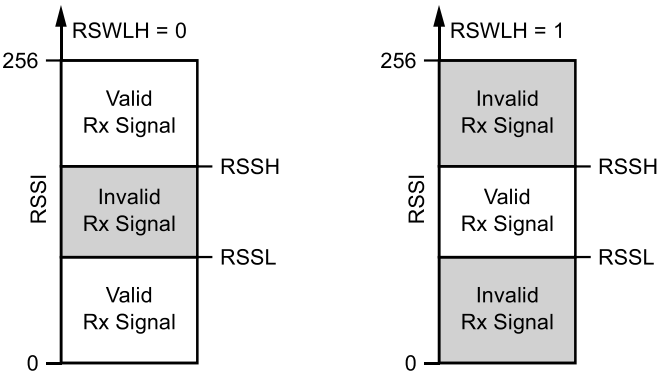 RSWLH = 0
256
Valid
Rx Signal
RSSH
Invalid
Rx Signal
RSSI
RSSL
Valid
Rx Signal
0
RSWLH = 1
256
Invalid
Rx Signal
RSSH
Valid
Rx Signal
RSSI
RSSL
Invalid
Rx Signal
0